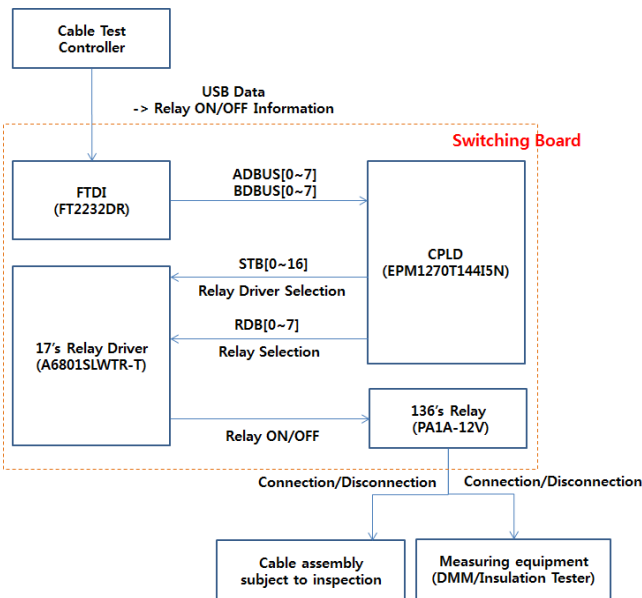 Cable Test
Controller
USB Data
-> Relay ON/OFF Information
Switching Board
FTDI
(FT2232DR)
ADBUS[0~7]
BDBUS[0~7]
CPLD
(EPM1270T144I5N)
STB[0~16]
Relay Driver Selection
RDB[0~7]
Relay Selection
17's Relay Driver
(A6801SLWTR-T)
Relay ON/OFF
136's Relay
(PA1A-12V)
Connection/Disconnection
Connection/Disconnection
Cable assembly
subject to inspection
Measuring equipment
(DMM/Insulation Tester)